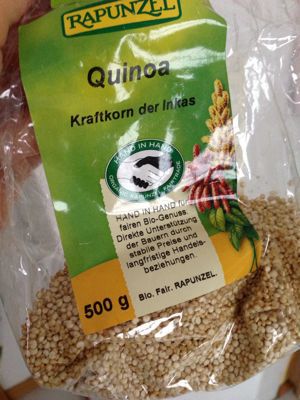 RAPUNZEL
Quinoa
Kraftkorn der Inkas
HAND IN HAND
HAND IN HAND
fairen Bio-Genuss:
Direkte Unterstützung
der Bauern durch
stabile Preise und
langfristige Handels-
beziehungen.
500 g
Bio. Fair. RAPUNZEL.